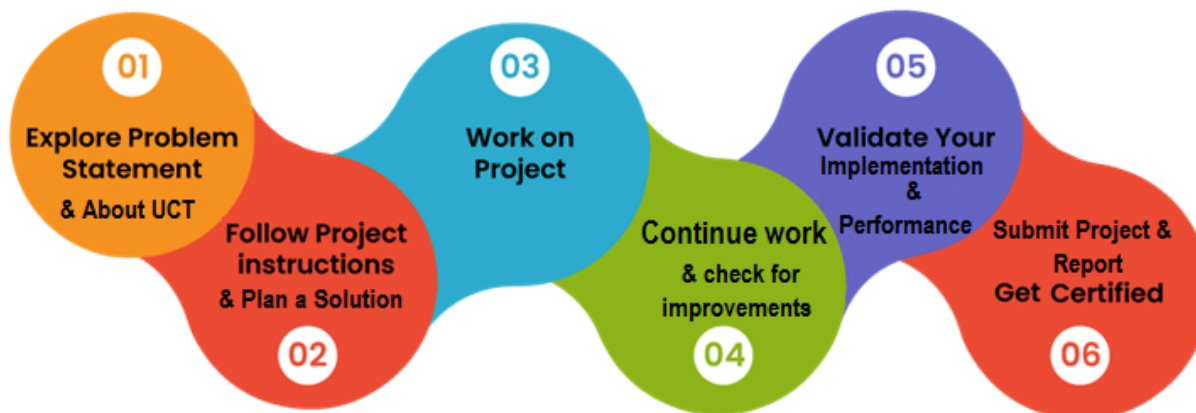 01
Explore Problem
Statement
& About UCT
Follow Project
instructions
& Plan a Solution
02
03
Work on
Project
Continue work
& check for
improvements
04
05
Validate Your
Implementation
&
Performance
Submit Project &
Report
Get Certified
06